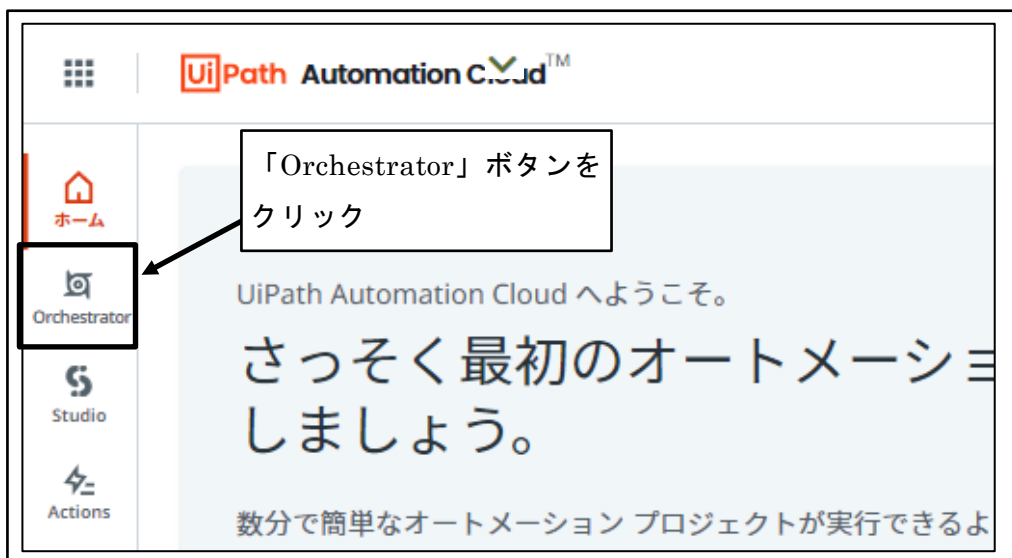 UiPath Automation Cloud™
「Orchestrator」ボタンを
クリック
ホーム
Orchestrator
Studio
Actions
UiPath Automation Cloud へようこそ。
さっそく最初のオートメーショ
しましょう。
数分で簡単なオートメーション プロジェクトが実行できるよ